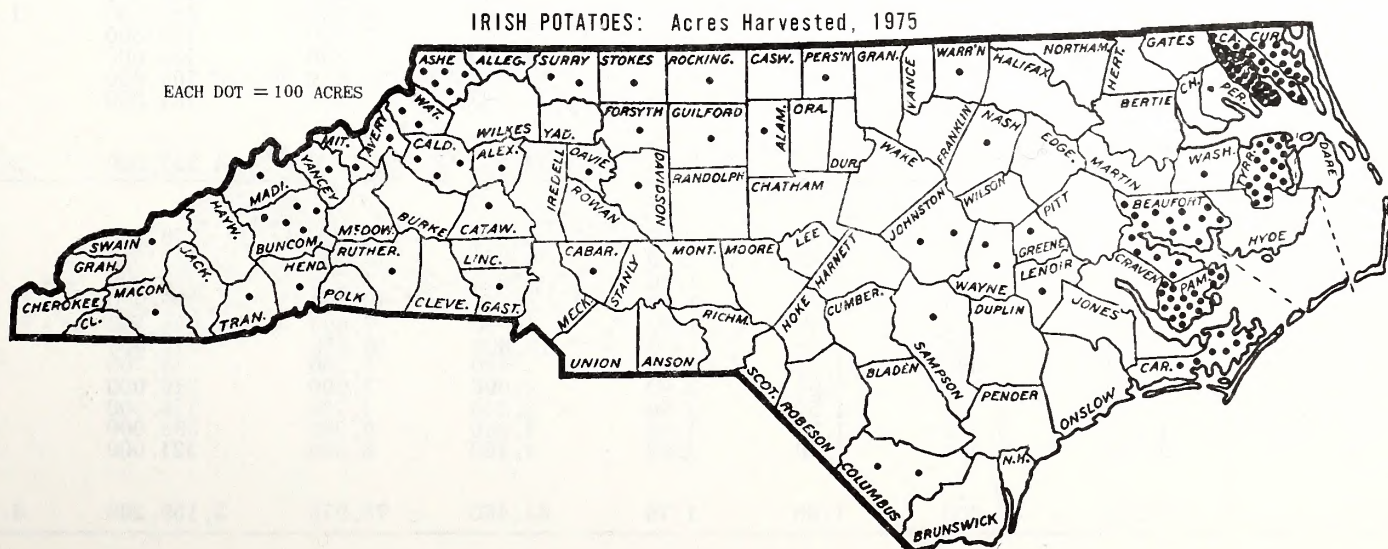 IRISH POTATOES: Acres Harvested, 1975
EACH DOT = 100 ACRES
ASHE
ALLEG.
SURRY
STOKES
ROCKING.
CASW.
PERS'N
GRAN.
VANCE
WARR'N
HALIFAX
NORTHAM.
HERT.
GATES
CA.
CUR.
CH.
PER.
BERTIE
WAT.
WILKES
YAD.
FORSYTH
GUILFORD
ALAM.
ORA.
DUR.
FRANKLIN
NASH
EDGE.
MARTIN
WASH.
TYRR.
DARE
MIT.
AVERY
CALD.
ALEX.
IREDELL
DAVIE
DAVIDSON
RANDOLPH
CHATHAM
WAKE
WILSON
PITT
BEAUFORT
HYDE
MADI.
YANCEY
McDOW.
BURKE
CATAW.
ROWAN
JOHNSTON
GREENE
HAYW.
BUNCOM.
RUTHER.
LINC.
CABAR.
STANLY
MONT.
MOORE
LEE
HARNETT
WAYNE
LENOIR
CRAVEN
PAM.
SWAIN
GRAH.
JACK.
HEND.
CHEROKEE
MACON
CL.
TRAN.
POLK
CLEVE.
GAST.
MECK.
RICHM.
HOKE
CUMBER.
SAMPSON
DUPLIN
JONES
CAR.
UNION
ANSON
SCOT.
ROBESON
BLADEN
PENDER
ONSLOW
COLUMBUS
N.H.
BRUNSWICK